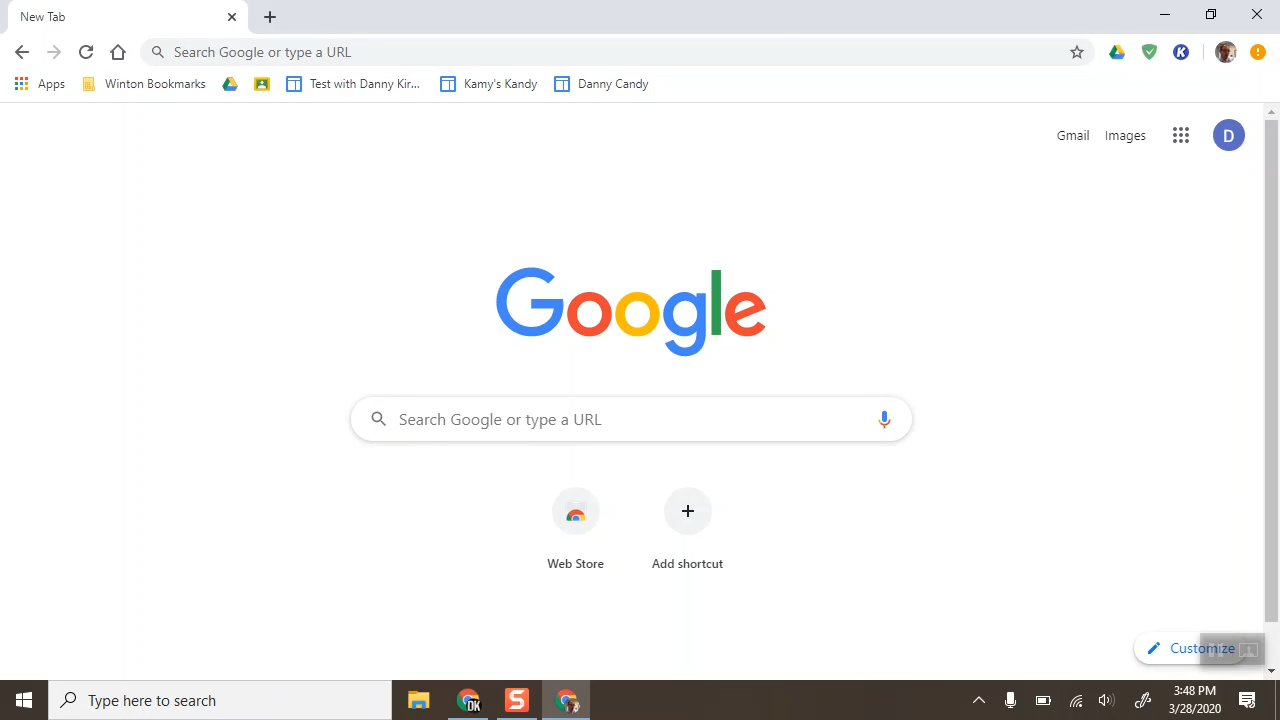 New Tab
Search Google or type a URL
Apps
Winton Bookmarks
Test with Danny Kir...
Kamy's Kandy
Danny Candy
Gmail
Images
D
Google
Search Google or type a URL
Web Store
Add shortcut
Customize
Type here to search
DK
S
3:48 PM
3/28/2020